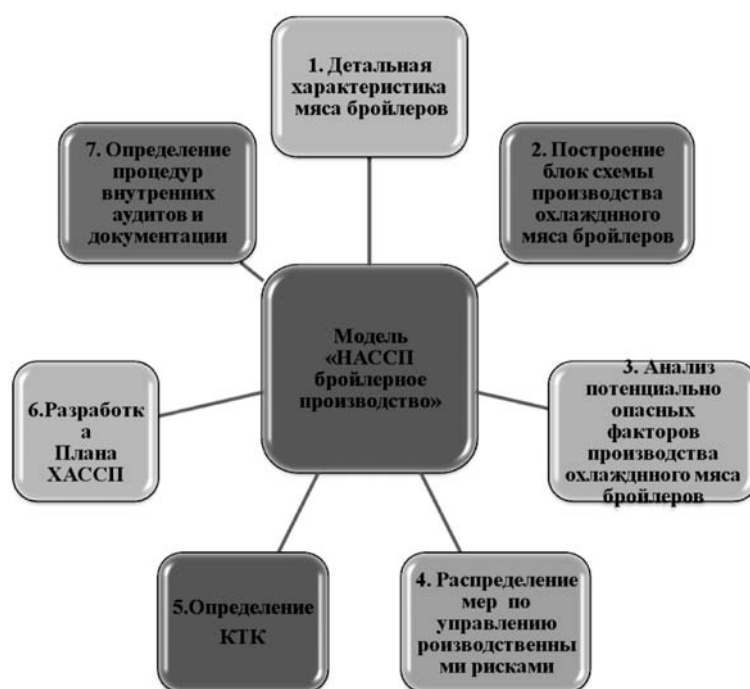 1. Детальная
характеристика
мяса бройлеров
7. Определение
процедур
внутренних
аудитов и
документации
2. Построение
блок схемы
производства
охлажднного
мяса бройлеров
Модель
«НАССП
бройлерное
производство»
3. Анализ
потенциально
опасных
факторов
производства
охлажднного мяса
бройлеров
6.Разработк
а
Плана
ХАССП
5.Определение
КТК
4. Распределение
мер по
управлению
роизводственны
ми рисками